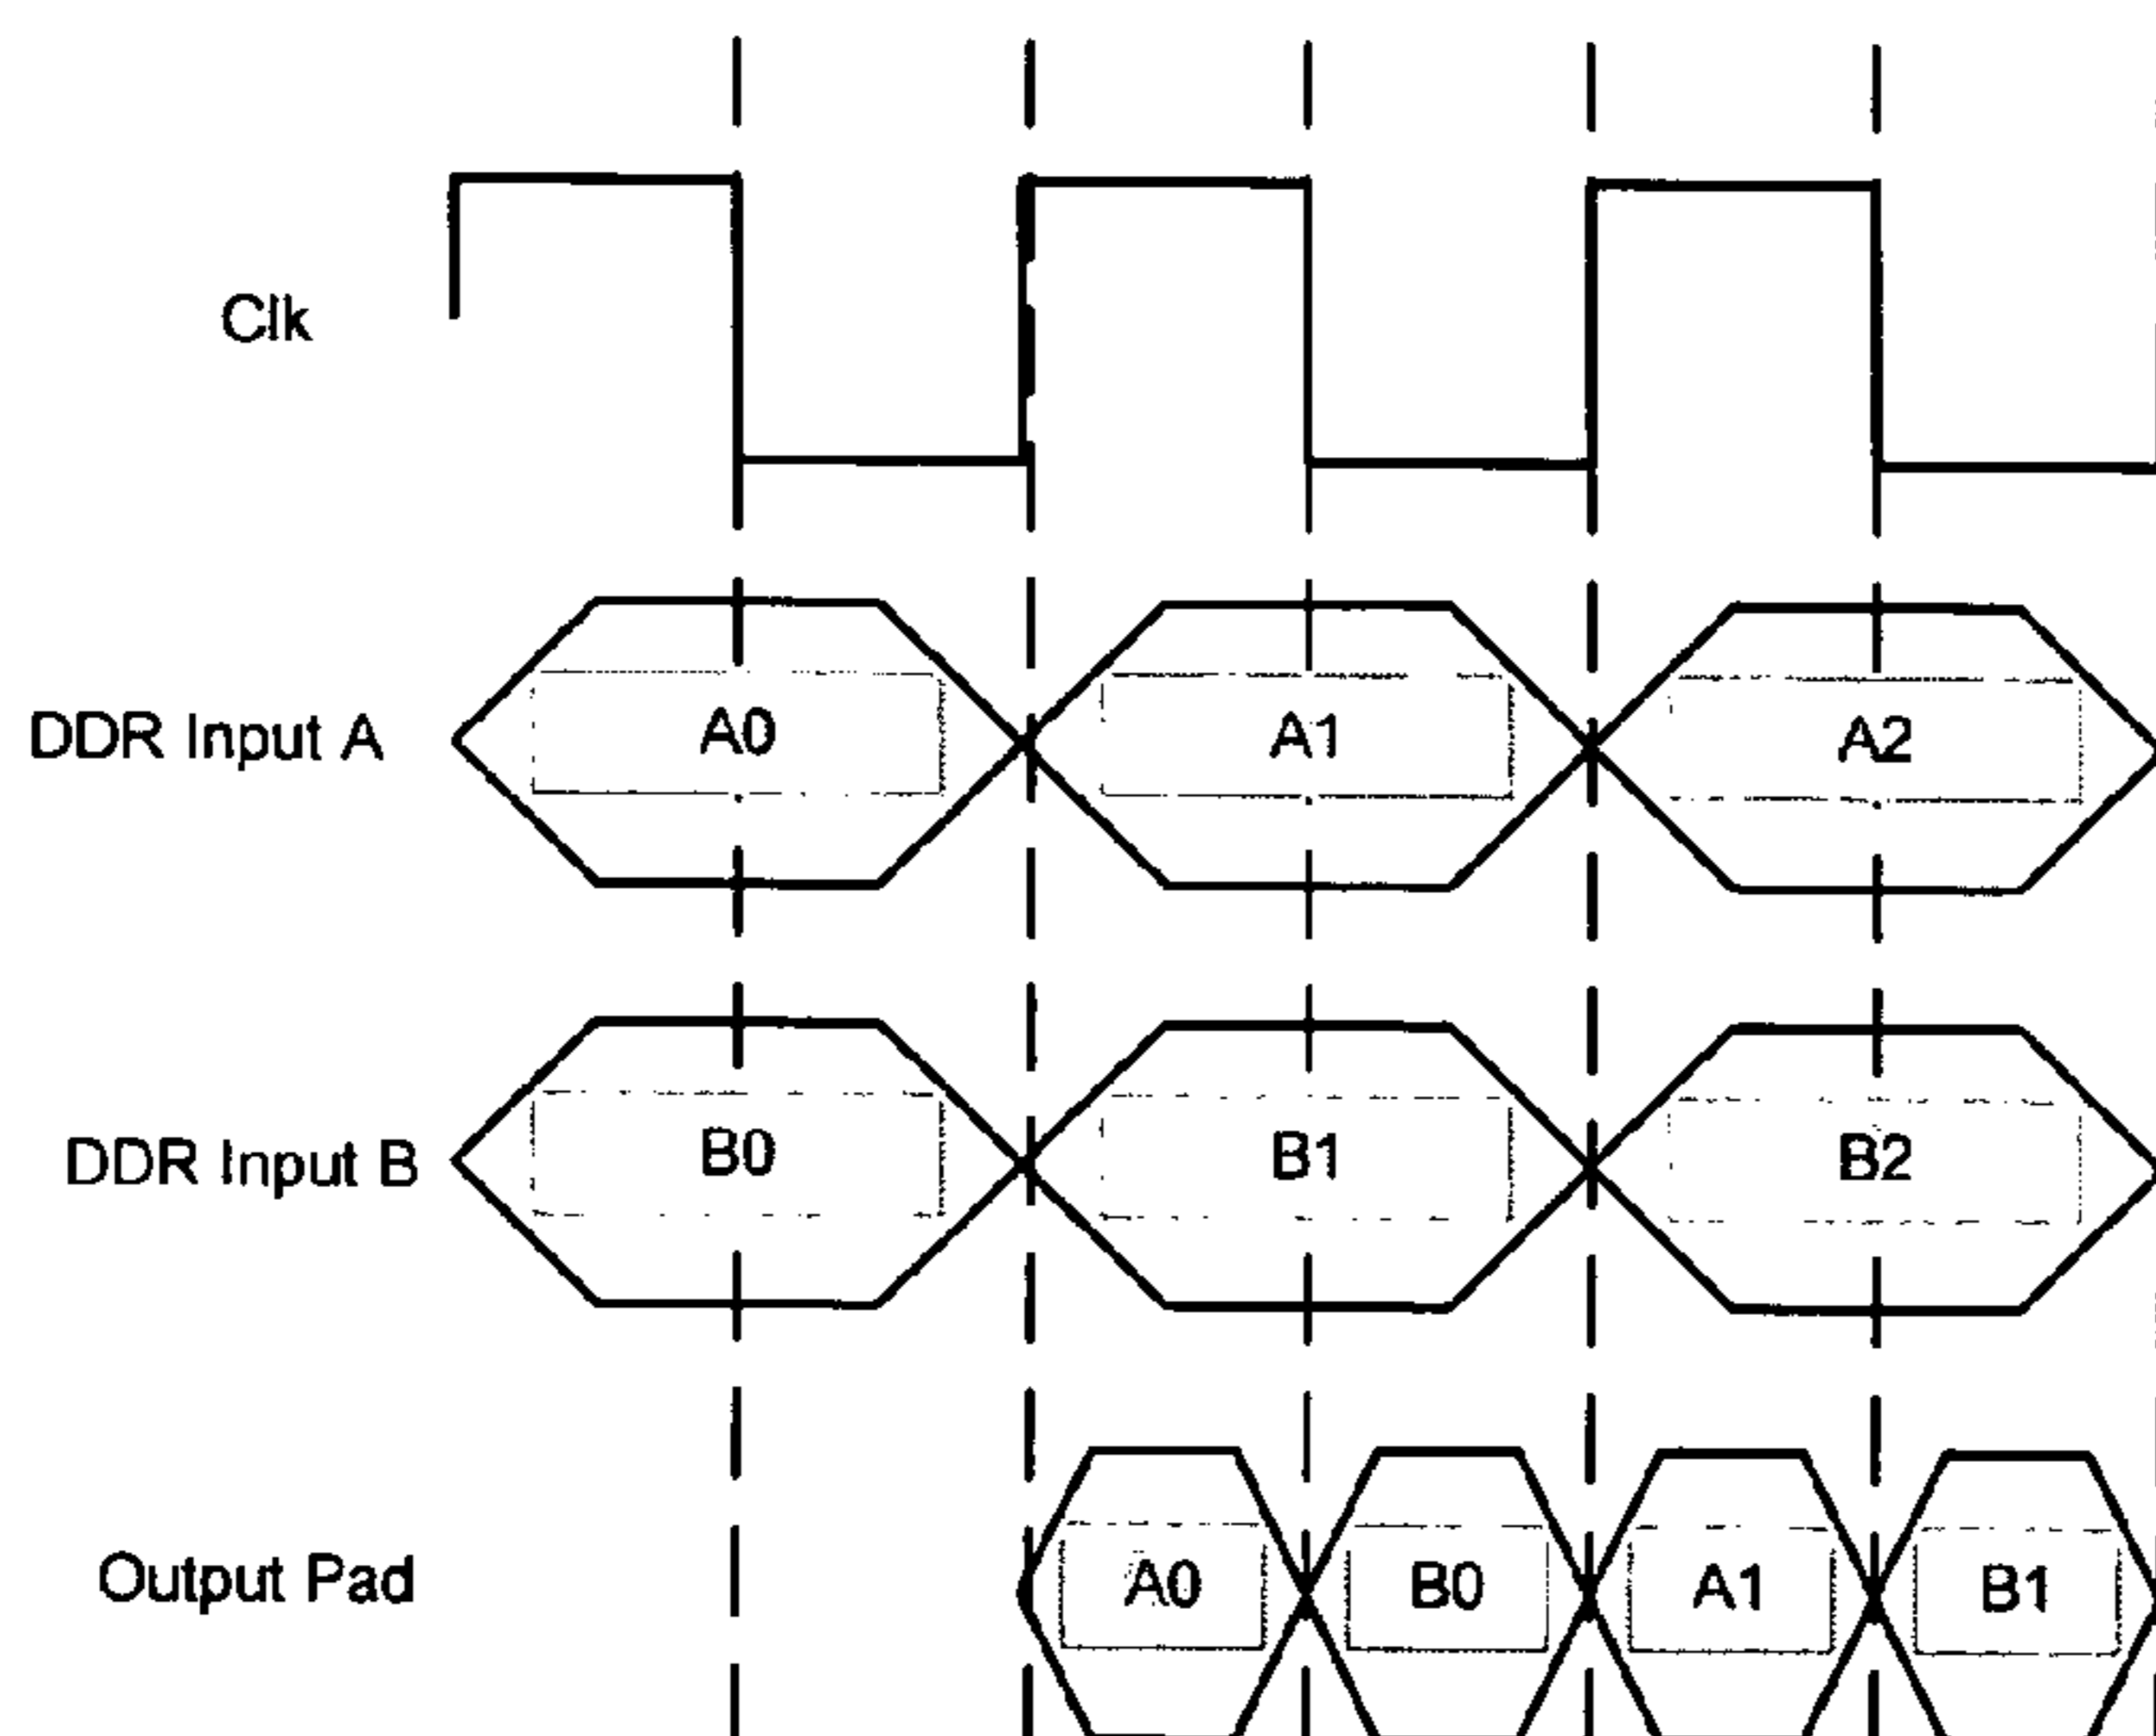 Clk
DDR Input A A0 A1 A2
DDR Input B B0 B1 B2
Output Pad A0 B0 A1 B1